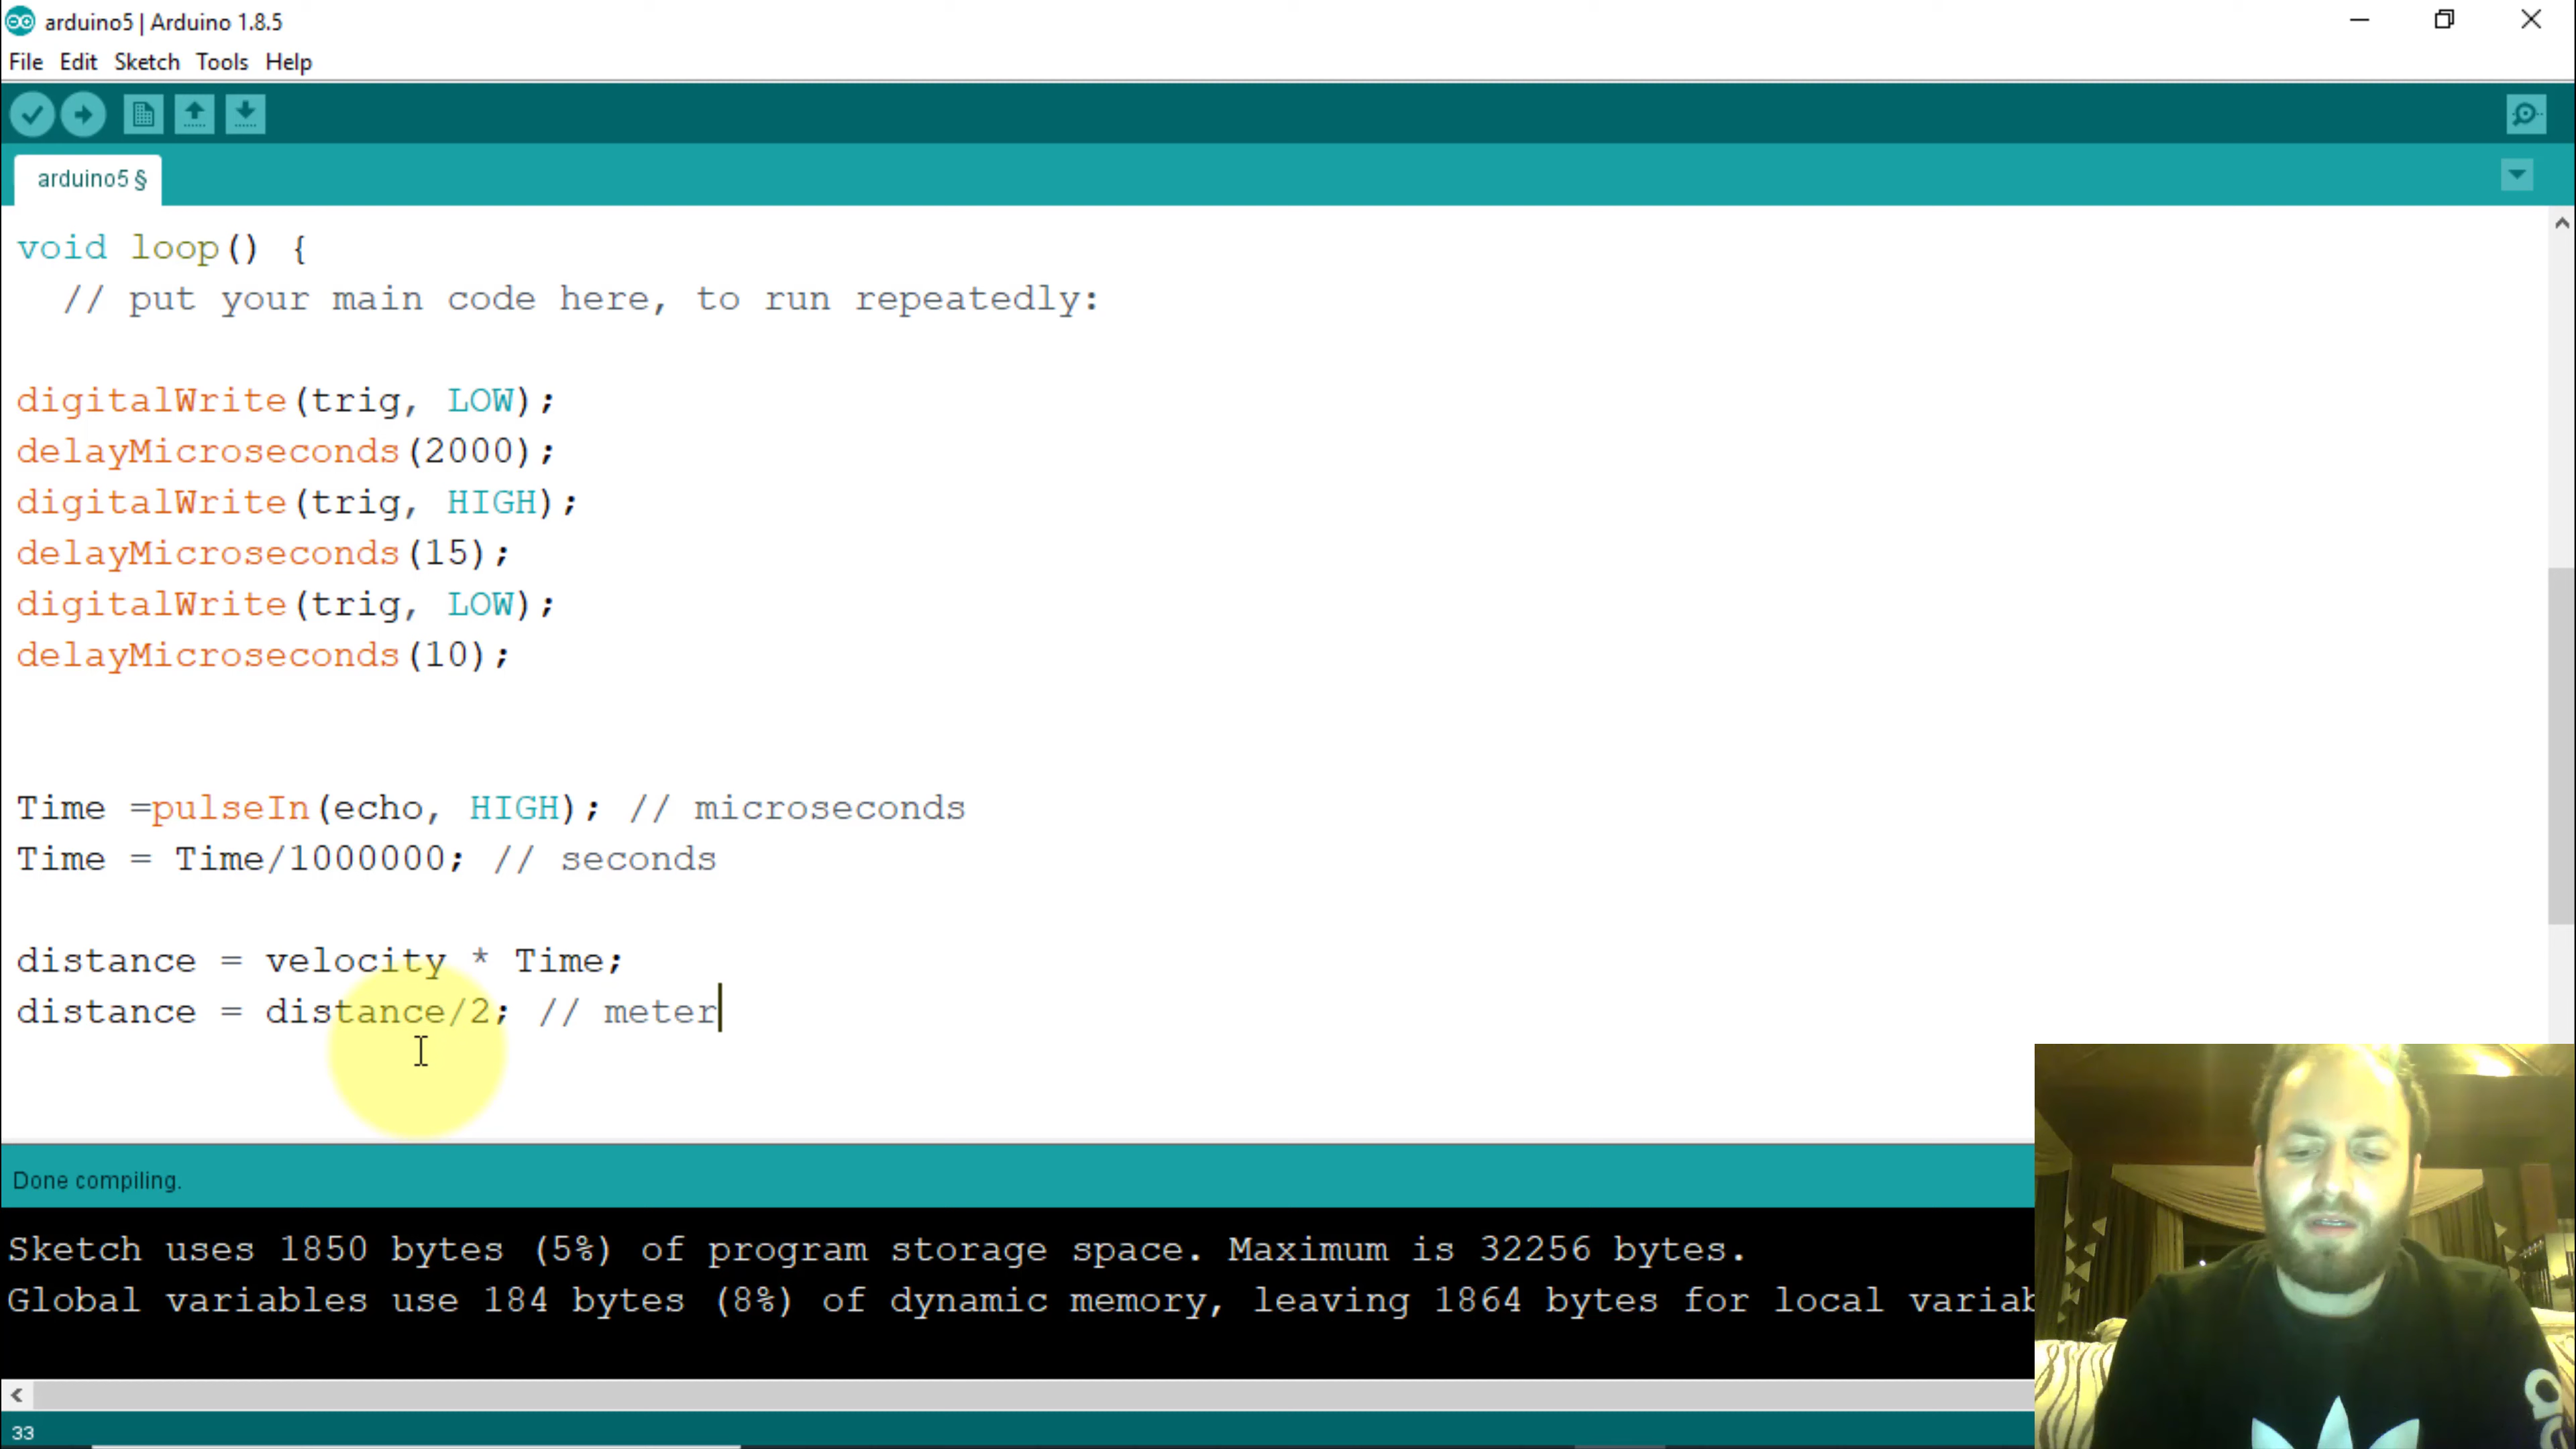 arduino5 | Arduino 1.8.5
File Edit Sketch Tools Help
arduino5 §
void loop() {
// put your main code here, to run repeatedly:
digitalWrite(trig, LOW);
delayMicroseconds(2000);
digitalWrite(trig, HIGH);
delayMicroseconds(15);
digitalWrite(trig, LOW);
delayMicroseconds(10);
Time =pulseIn(echo, HIGH); // microseconds
Time = Time/1000000; // seconds
distance = velocity * Time;
distance = distance/2; // meter
Done compiling.
Sketch uses 1850 bytes (5%) of program storage space. Maximum is 32256 bytes.
Global variables use 184 bytes (8%) of dynamic memory, leaving 1864 bytes for local variab
33